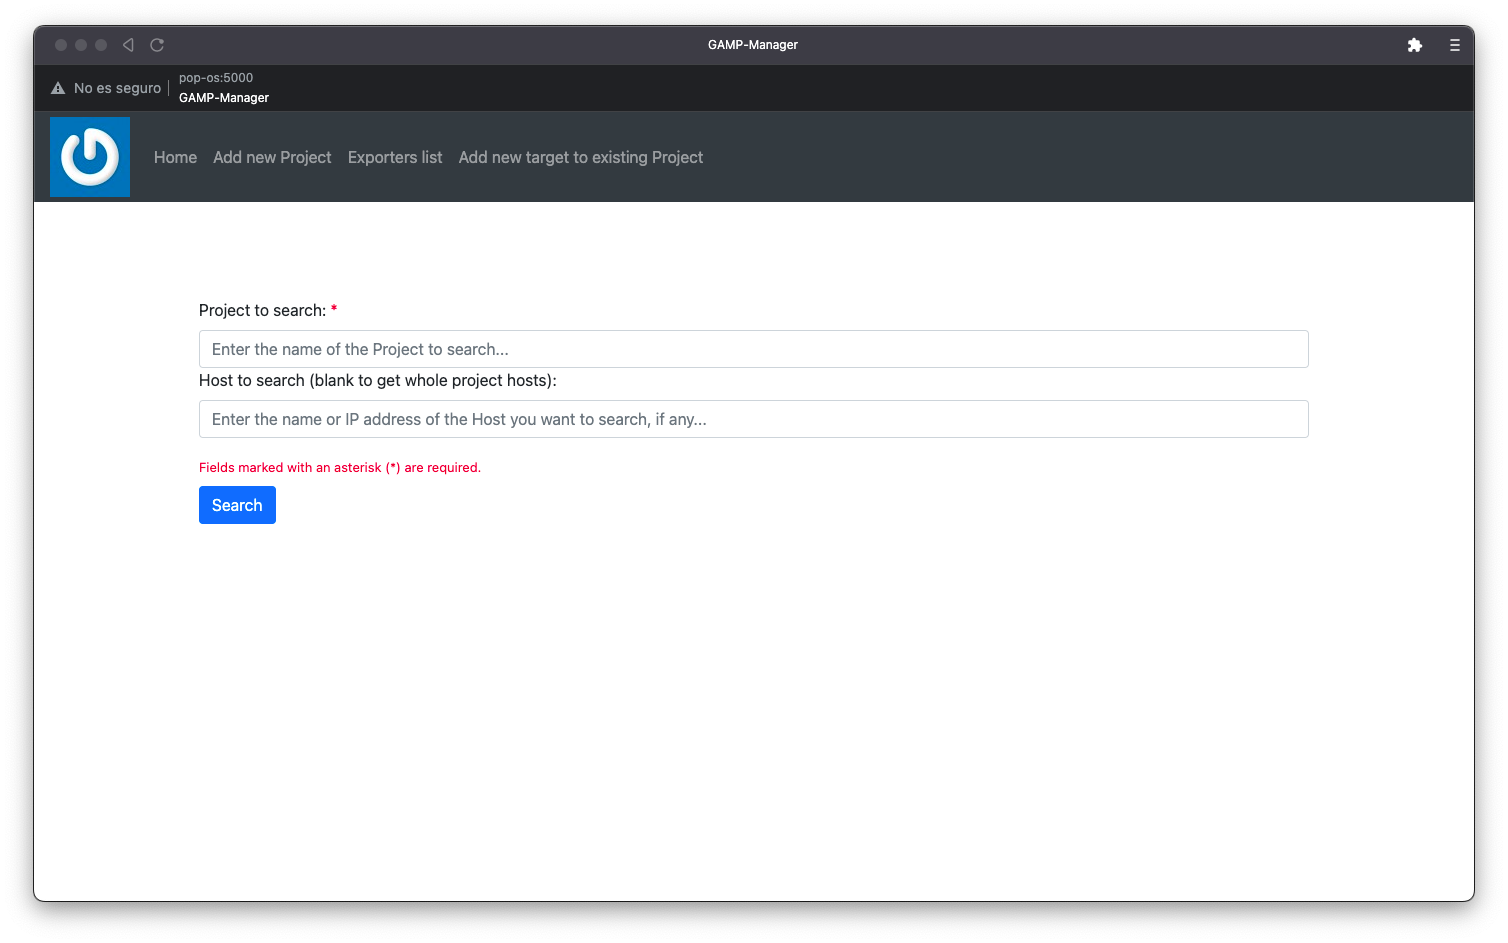 GAMP-Manager
No es seguro
pop-os:5000
GAMP-Manager
Home Add new Project Exporters list Add new target to existing Project
Project to search: *
Enter the name of the Project to search...
Host to search (blank to get whole project hosts):
Enter the name or IP address of the Host you want to search, if any...
Fields marked with an asterisk (*) are required.
Search